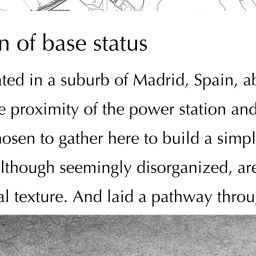 n of base status
ated in a suburb of Madrid, Spain, ab
e proximity of the power station and
hosen to gather here to build a simpl
lthough seemingly disorganized, are
al texture. And laid a pathway throug